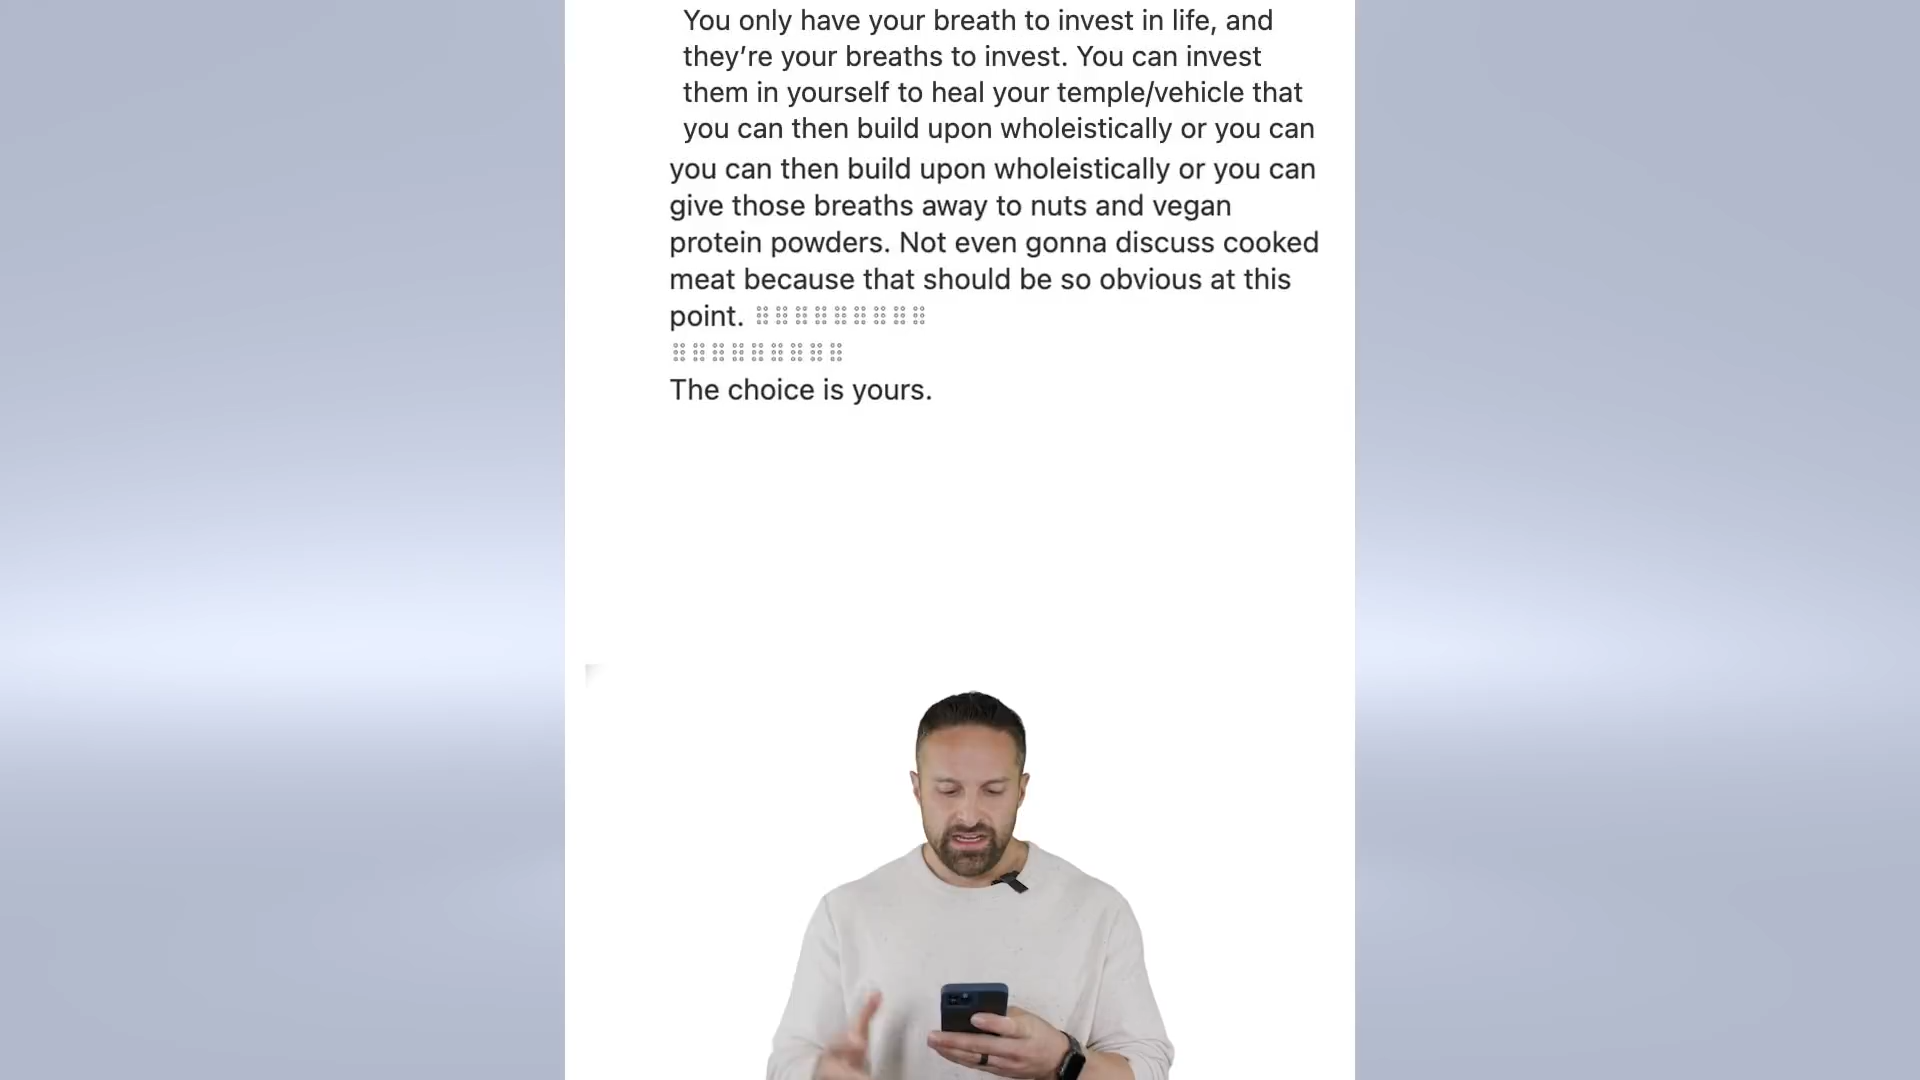 You only have your breath to invest in life, and
they’re your breaths to invest. You can invest
them in yourself to heal your temple/vehicle that
you can then build upon wholeistically or you can
you can then build upon wholeistically or you can
give those breaths away to nuts and vegan
protein powders. Not even gonna discuss cooked
meat because that should be so obvious at this
point. ⠿⠿⠿⠿⠿⠿⠿⠿⠿
⠿⠿⠿⠿⠿⠿⠿⠿⠿
The choice is yours.